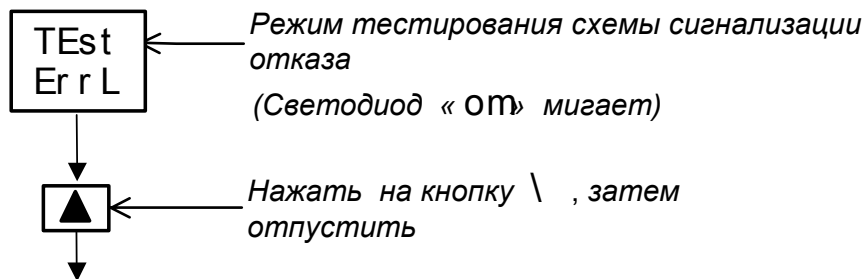 TEst
Er r L
Режим тестирования схемы сигнализации
отказа
(Светодиод « om» мигает)
Нажать на кнопку \ , затем
отпустить